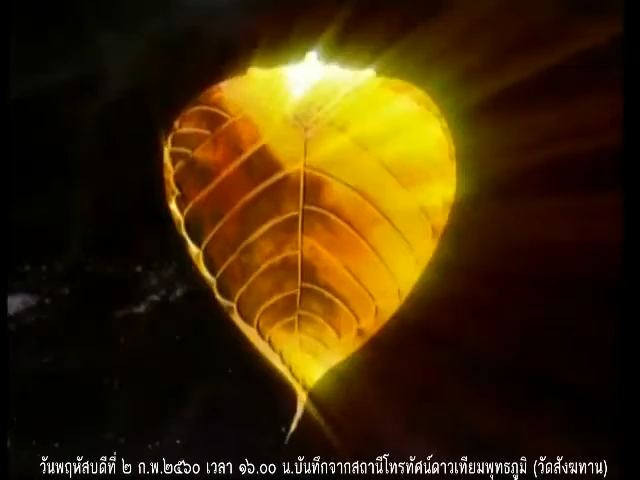 วันพฤหัสบดีที่ ๒ ก.พ.๒๕๖๐ เวลา ๑๖.๐๐ น.บันทึกจากสถานีโทรทัศน์ดาวเทียมพุทธภูมิ (วัดสังฆทาน)